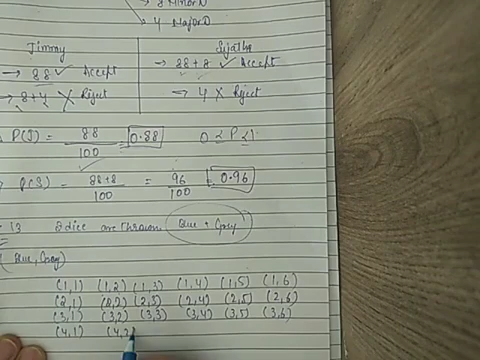 8 Minor D
4 Major D
Jimmy
Sujatha
→ 88 ✓ Accept
→ 88 + 8 ✓ Accept
→ 8+4 X Reject
→ 4 X Reject
P(J) = 88/100 = 0.88
0 ≤ P ≤ 1
P(S) = 88+8/100 = 96/100 = 0.96
13 2 dice are thrown Blue + Grey
(Blue, Grey)
(1,1) (1,2) (1,3) (1,4) (1,5) (1,6)
(2,1) (2,2) (2,3) (2,4) (2,5) (2,6)
(3,1) (3,2) (3,3) (3,4) (3,5) (3,6)
(4,1) (4,2)